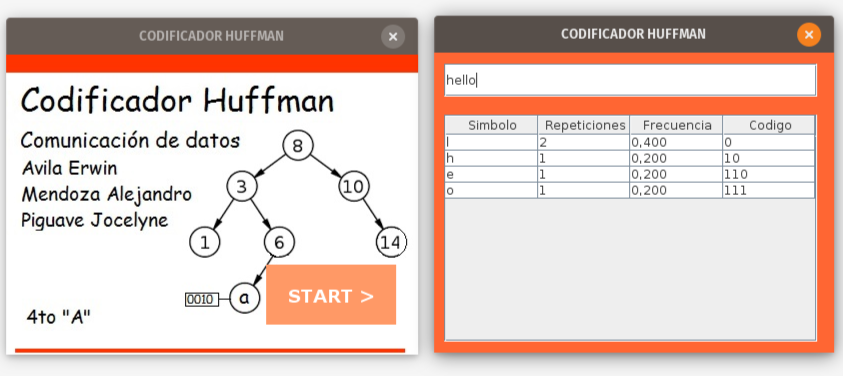 CODIFICADOR HUFFMAN
Codificador Huffman
Comunicación de datos
Avila Erwin
Mendoza Alejandro
Piguave Jocelyne
8
3
10
1
6
14
0010
a
START >
4to "A"
CODIFICADOR HUFFMAN
hello
Simbolo Repeticiones Frecuencia Codigo
l 2 0,400 0
h 1 0,200 10
e 1 0,200 110
o 1 0,200 111